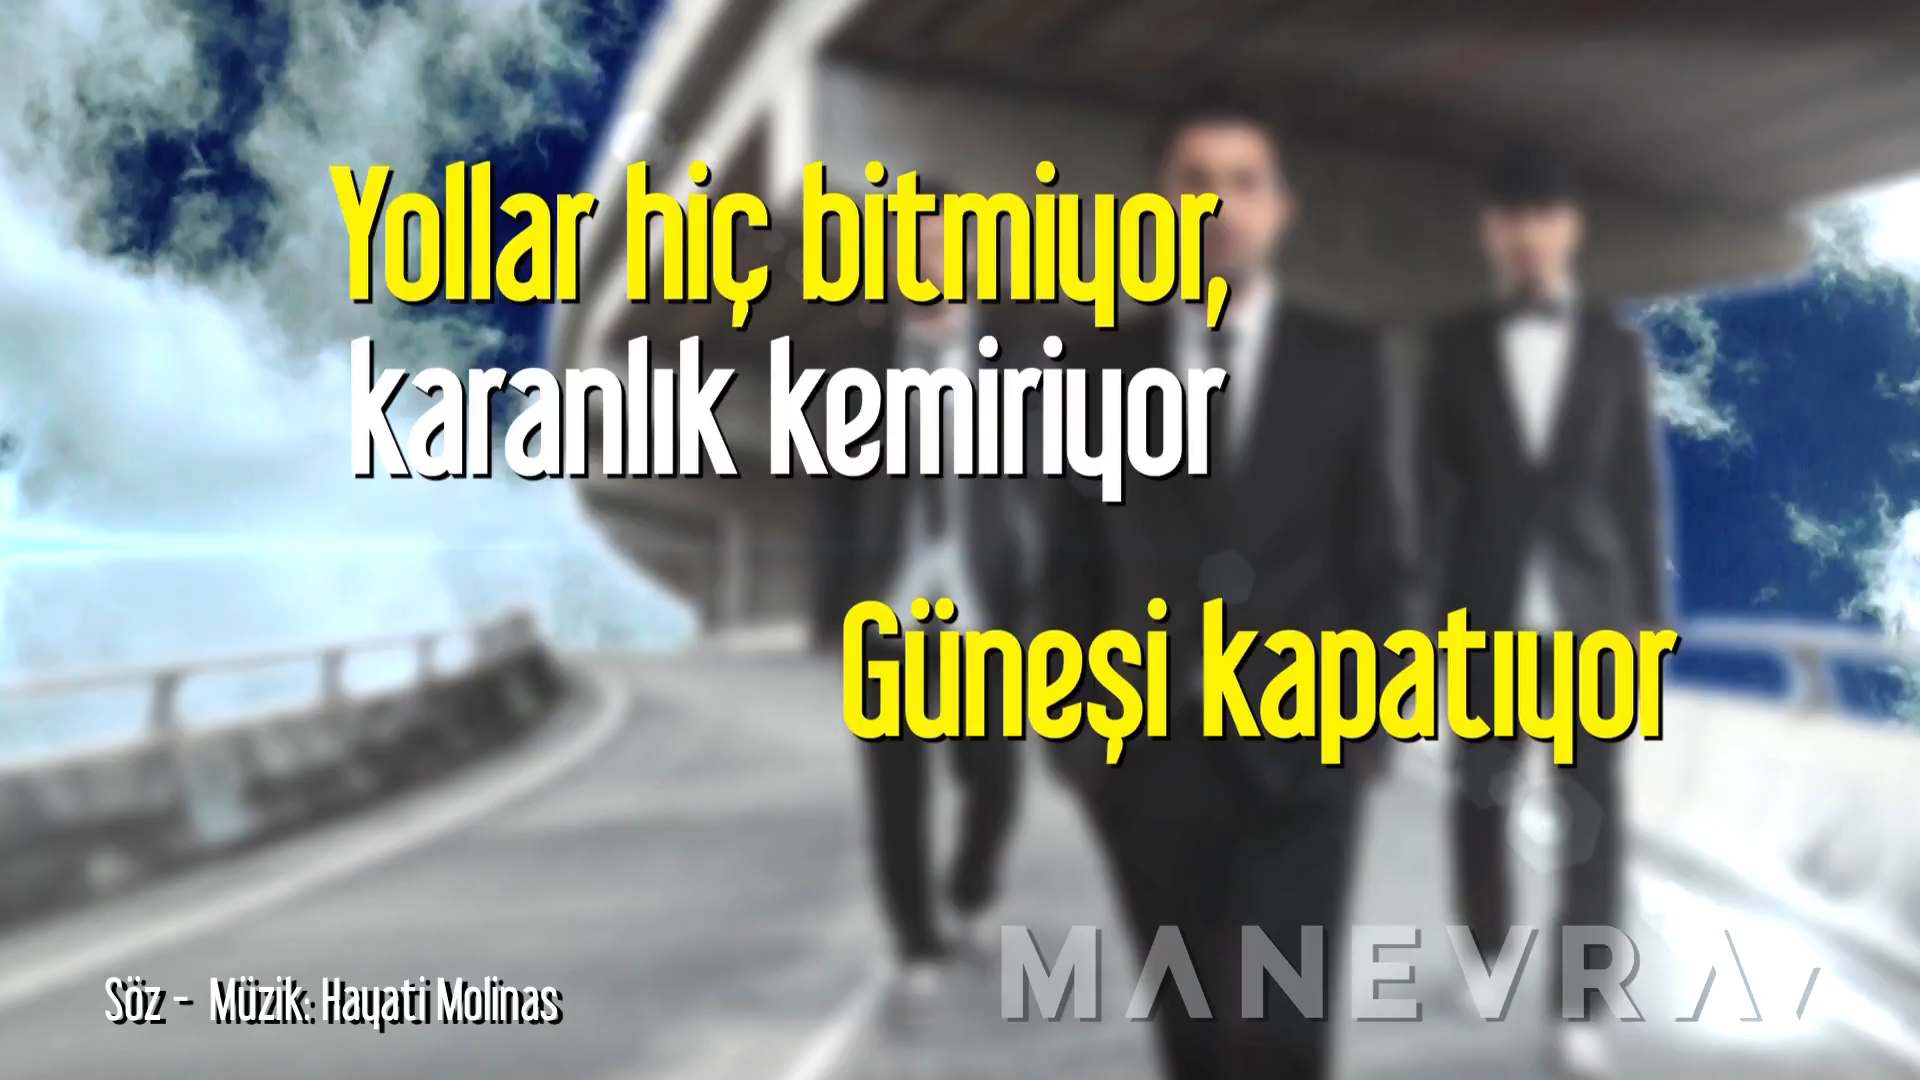 Yollar hiç bitmiyor,
karanlık kemiriyor
Güneşi kapatıyor
MANEVRA
Söz - Müzik: Hayati Molinas